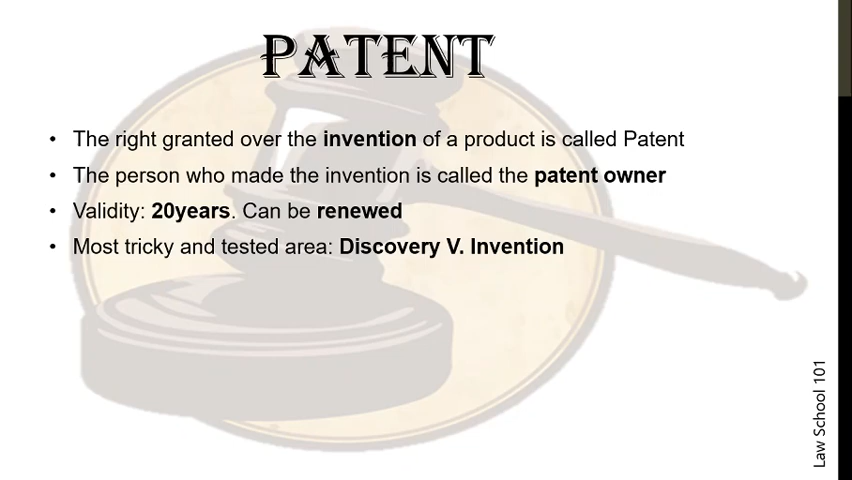 PATENT
• The right granted over the invention of a product is called Patent
• The person who made the invention is called the patent owner
• Validity: 20years. Can be renewed
• Most tricky and tested area: Discovery V. Invention
Law School 101